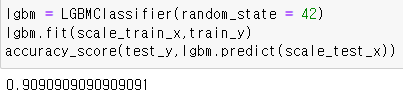 lgbm = LGBMClassifier(random_state = 42)
lgbm.fit(scale_train_x,train_y)
accuracy_score(test_y,lgbm.predict(scale_test_x))
0.9090909090909091